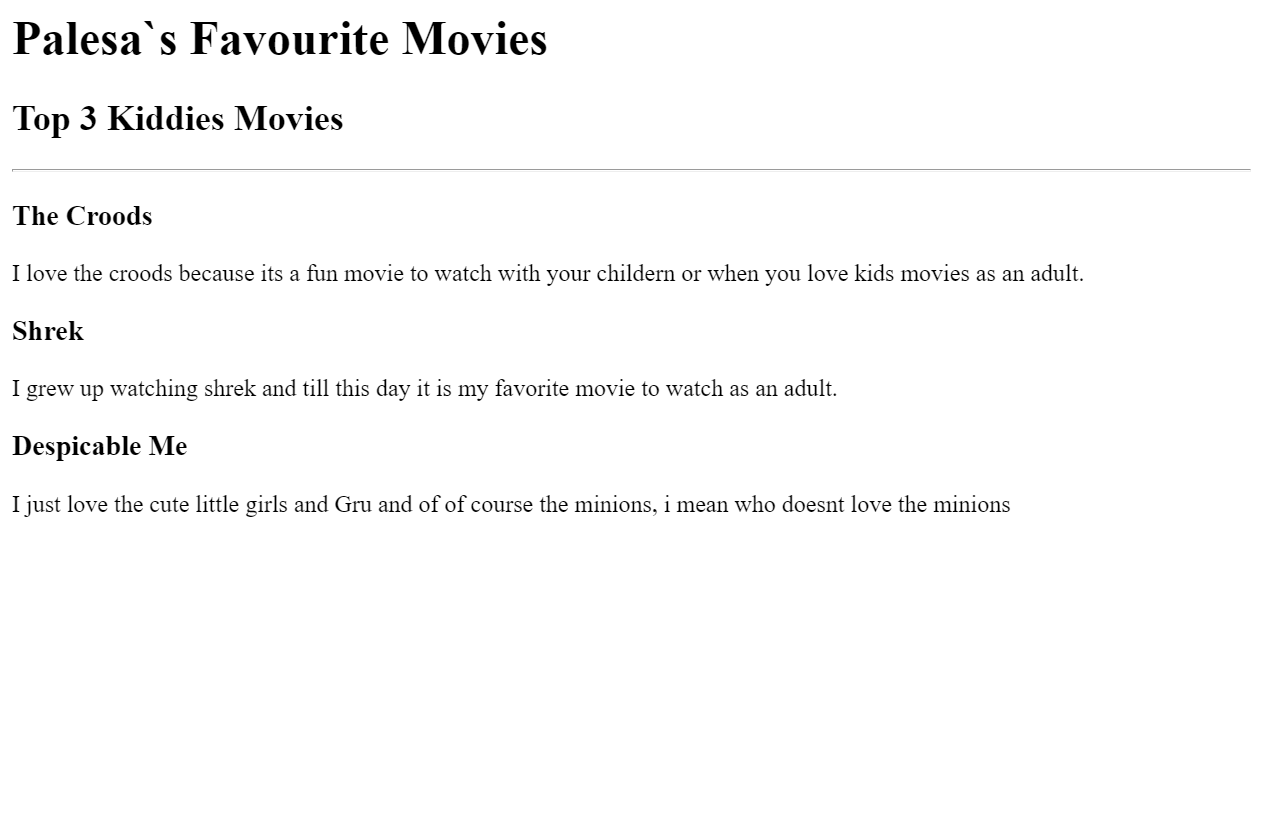 Palesa`s Favourite Movies
Top 3 Kiddies Movies
The Croods
I love the croods because its a fun movie to watch with your childern or when you love kids movies as an adult.
Shrek
I grew up watching shrek and till this day it is my favorite movie to watch as an adult.
Despicable Me
I just love the cute little girls and Gru and of of course the minions, i mean who doesnt love the minions